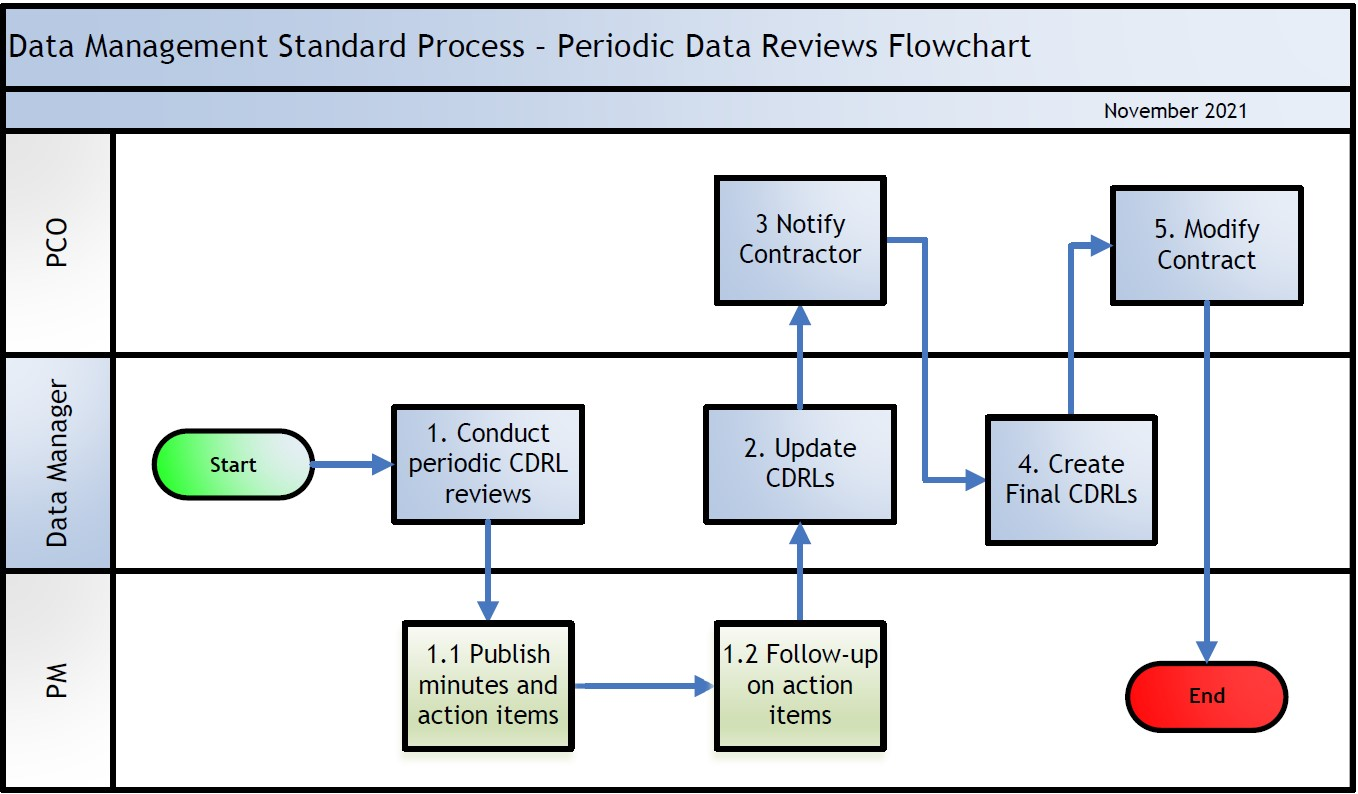 Data Management Standard Process - Periodic Data Reviews Flowchart
November 2021
PCO
3 Notify
Contractor
5. Modify
Contract
Data Manager
Start
1. Conduct
periodic CDRL
reviews
2. Update
CDRLs
4. Create
Final CDRLs
PM
1.1 Publish
minutes and
action items
1.2 Follow-up
on action
items
End